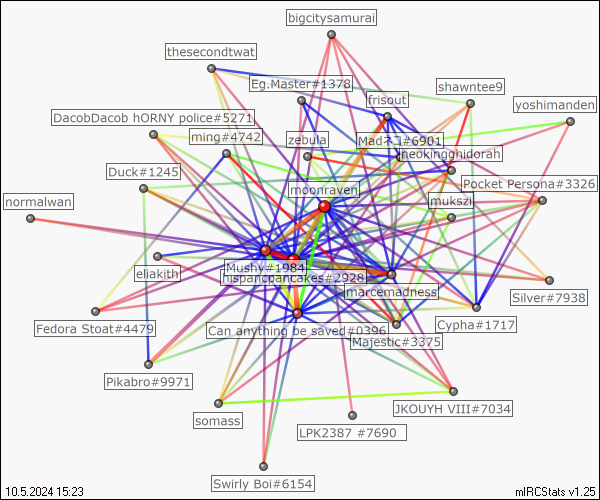 bigcitysamurai
thesecondtwat
Eg.Master#1378
shawntee9
frisout
yoshimanden
DacobDacob hORNY police#5271
ming#4742
zebula
Madネコ#6901
neokingghidorah
Duck#1245
moonraven
Pocket Persona#3326
mukszi
normalwan
eliakith
Mushy#1984
hispancpancakes#2928
marcemadness
Silver#7938
Fedora Stoat#4479
Can anything be saved#0396
Cypha#1717
Majestic#3375
Pikabro#9971
somass
JKOUYH VIII#7034
LPK2387 #7690
Swirly Boi#6154
10.5.2024 15:23
mIRCStats v1.25